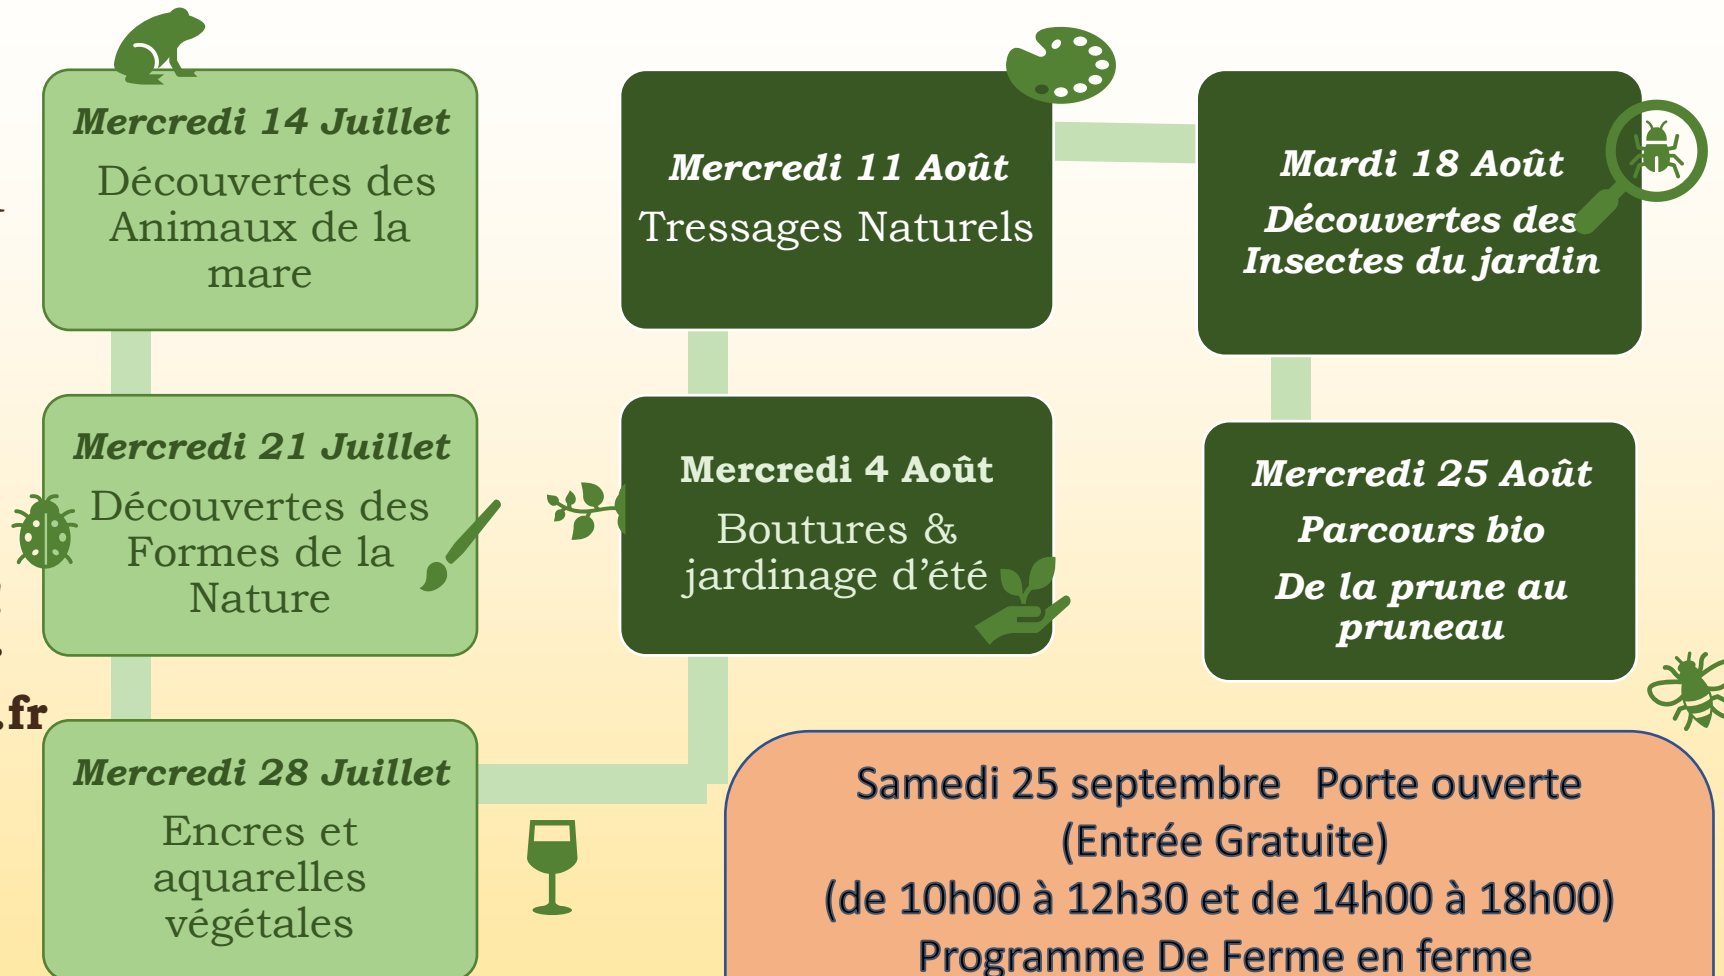 Mercredi 14 Juillet
Découvertes des
Animaux de la
mare
Mercredi 21 Juillet
Découvertes des
Formes de la
Nature
.fr
Mercredi 28 Juillet
Encres et
aquarelles
végétales
Mercredi 4 Août
Boutures &
jardinage d'été
Mercredi 11 Août
Tressages Naturels
Mardi 18 Août
Découvertes des
Insectes du jardin
Mercredi 25 Août
Parcours bio
De la prune au
pruneau
Samedi 25 septembre   Porte ouverte
(Entrée Gratuite)
(de 10h00 à 12h30 et de 14h00 à 18h00)
Programme De Ferme en ferme